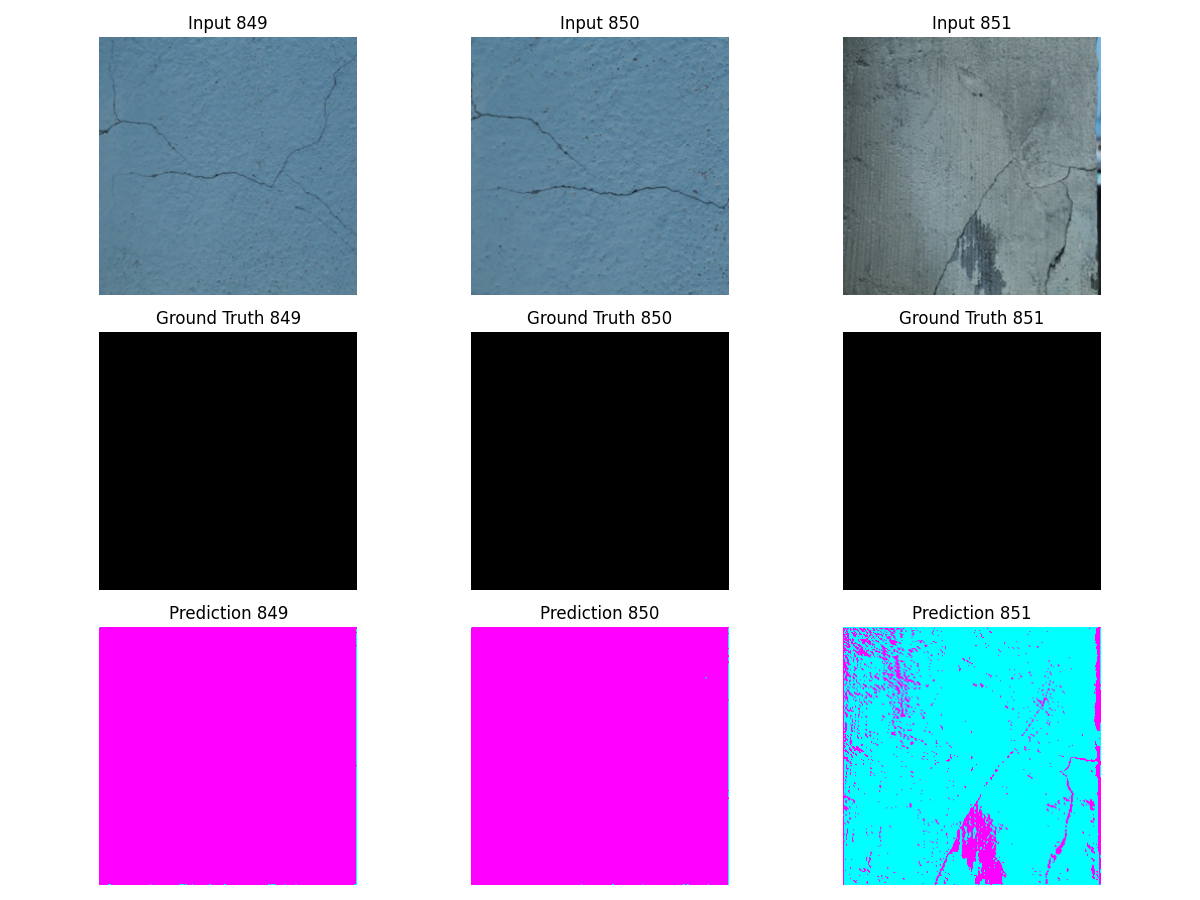 Input 849
Input 850
Input 851
Ground Truth 849
Ground Truth 850
Ground Truth 851
Prediction 849
Prediction 850
Prediction 851